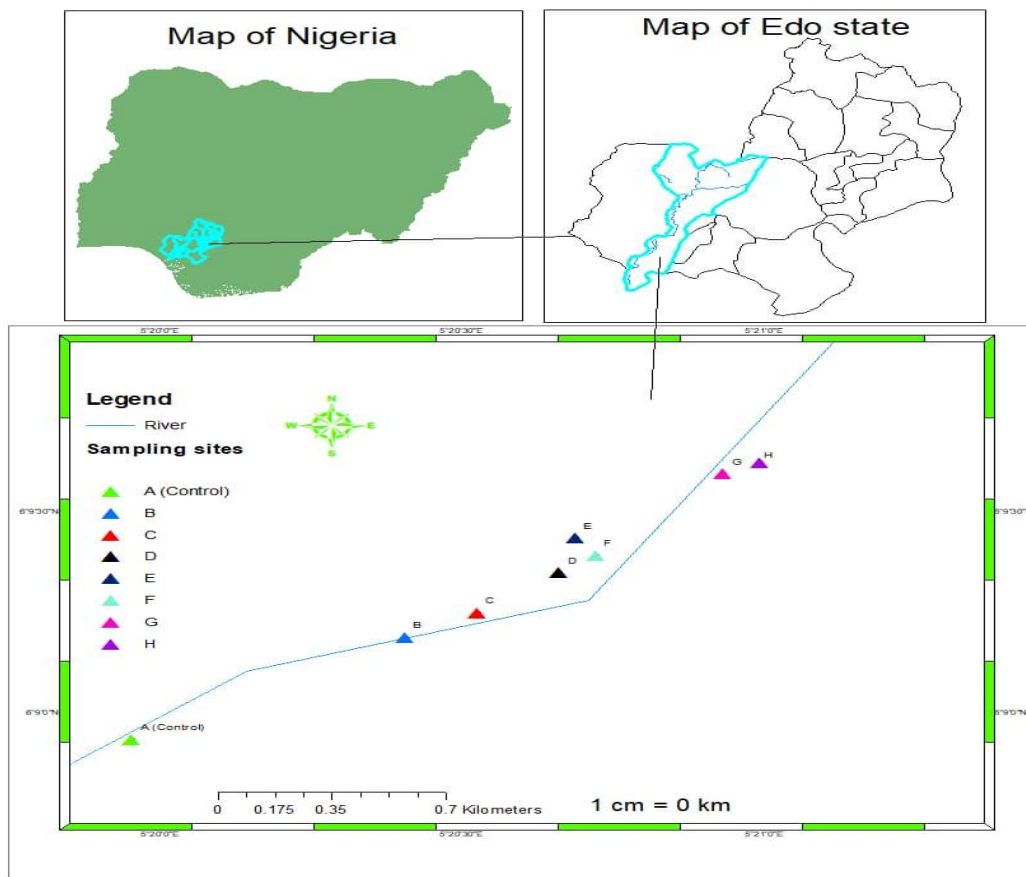 Map of Nigeria
Map of Edo state
5°20'0"E 5°20'30"E 5°21'0"E
Legend
River
Sampling sites
A (Control)
B
C
D
E
F
G
H
N
W E
S
H
G
E
F
D
C
B
A (Control)
6°9'30"N 6°9'30"N
6°9'0"N 6°9'0"N
0 0.175 0.35 0.7 Kilometers
1 cm = 0 km
5°20'0"E 5°20'30"E 5°21'0"E